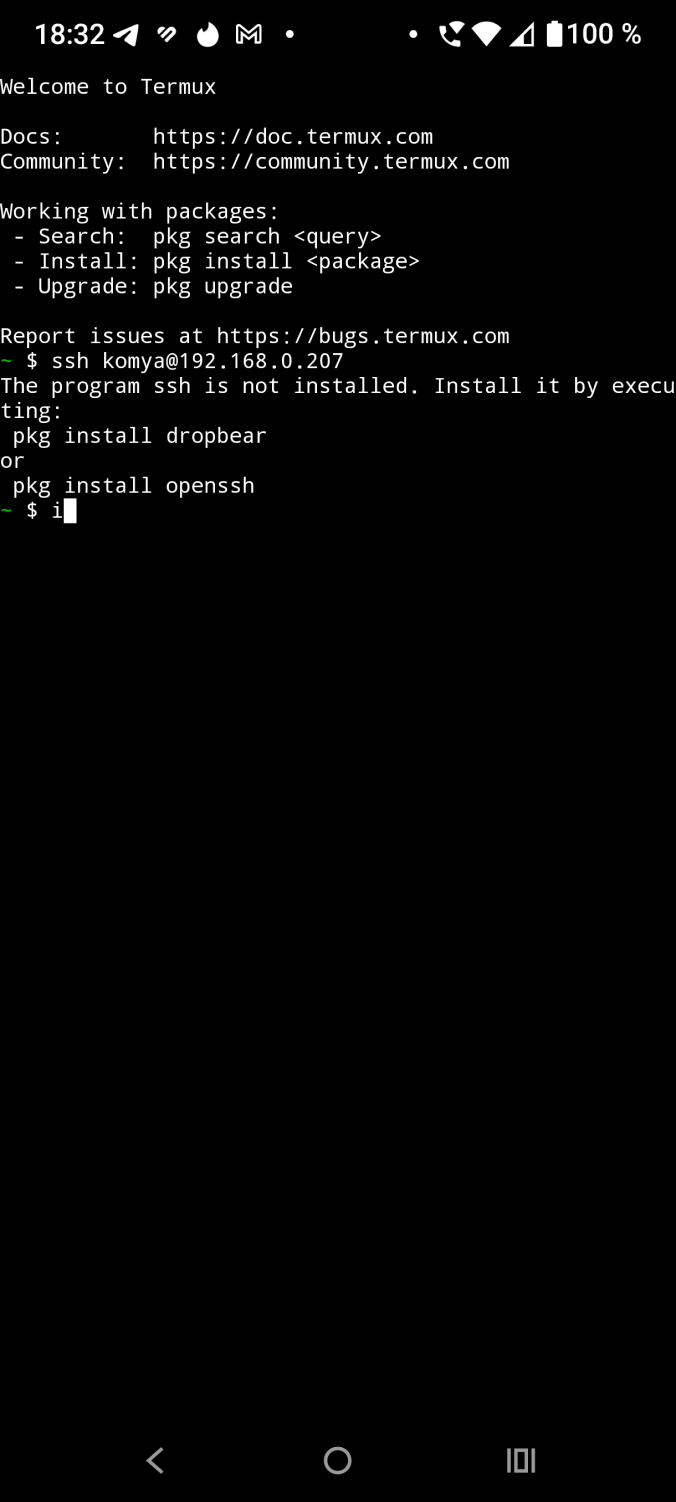 18:32 100 %
Welcome to Termux
Docs:       https://doc.termux.com
Community:  https://community.termux.com
Working with packages:
 - Search:  pkg search <query>
 - Install: pkg install <package>
 - Upgrade: pkg upgrade
Report issues at https://bugs.termux.com
~ $ ssh komya@192.168.0.207
The program ssh is not installed. Install it by execu
ting:
 pkg install dropbear
or
 pkg install openssh
~ $ i